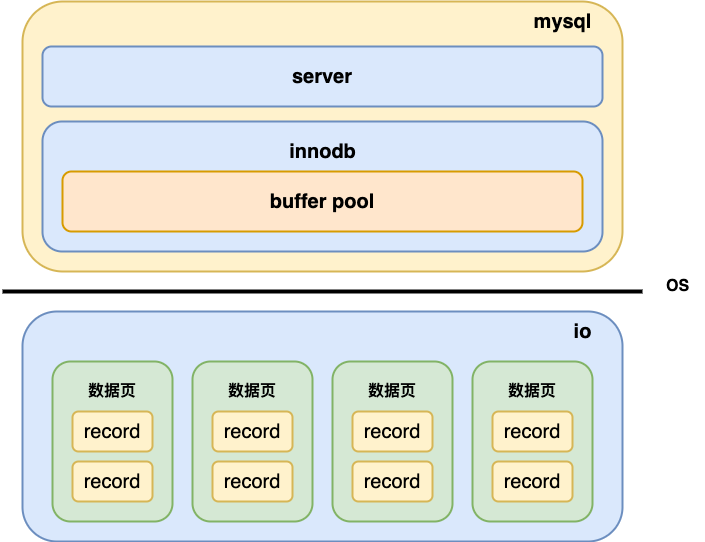 mysql
server
innodb
buffer pool
OS
io
数据页 数据页 数据页 数据页
record record record record
record record record record